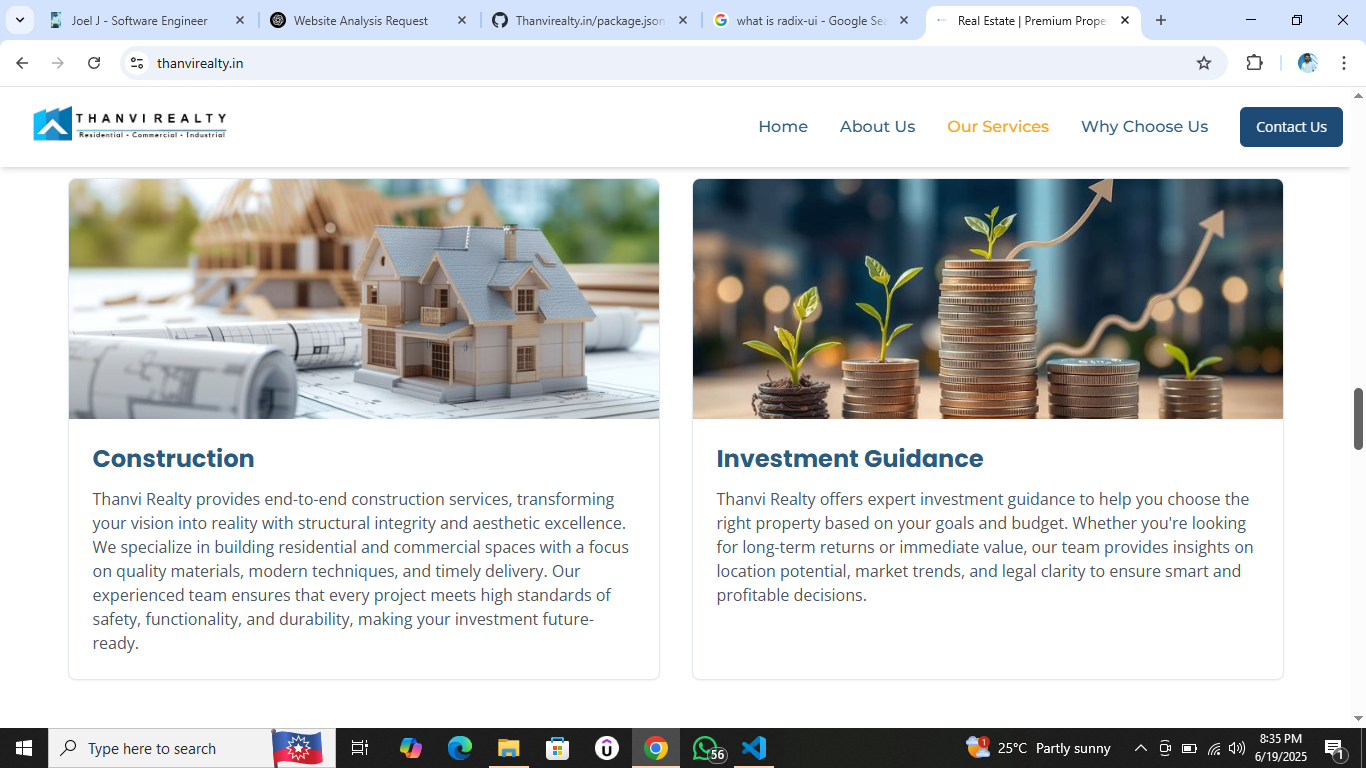 Joel J - Software Engineer
Website Analysis Request
Thanvirealty.in/package.json
what is radix-ui - Google Sea
Real Estate | Premium Prope
thanvirealty.in
THANVI REALTY
Residential • Commercial • Industrial
Home
About Us
Our Services
Why Choose Us
Contact Us
Construction
Thanvi Realty provides end-to-end construction services, transforming
your vision into reality with structural integrity and aesthetic excellence.
We specialize in building residential and commercial spaces with a focus
on quality materials, modern techniques, and timely delivery. Our
experienced team ensures that every project meets high standards of
safety, functionality, and durability, making your investment future-
ready.
Investment Guidance
Thanvi Realty offers expert investment guidance to help you choose the
right property based on your goals and budget. Whether you're looking
for long-term returns or immediate value, our team provides insights on
location potential, market trends, and legal clarity to ensure smart and
profitable decisions.
Type here to search
56
1
25°C Partly sunny
8:35 PM
6/19/2025
1